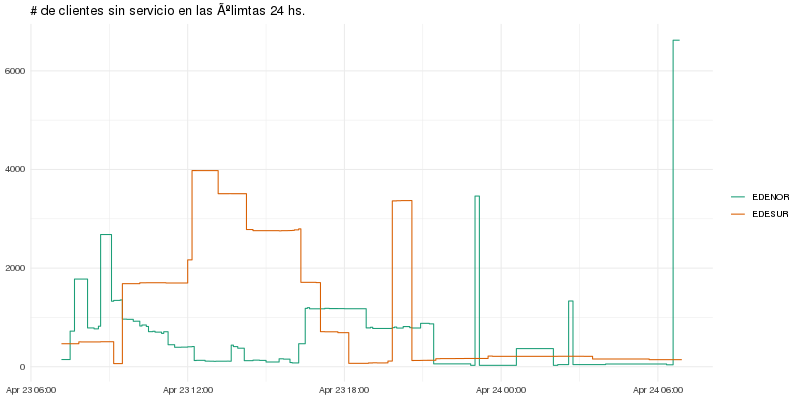 # de clientes sin servicio en las Ãºlimtas 24 hs.
6000
4000
2000
0
Apr 23 06:00
Apr 23 12:00
Apr 23 18:00
Apr 24 00:00
Apr 24 06:00
EDENOR
EDESUR